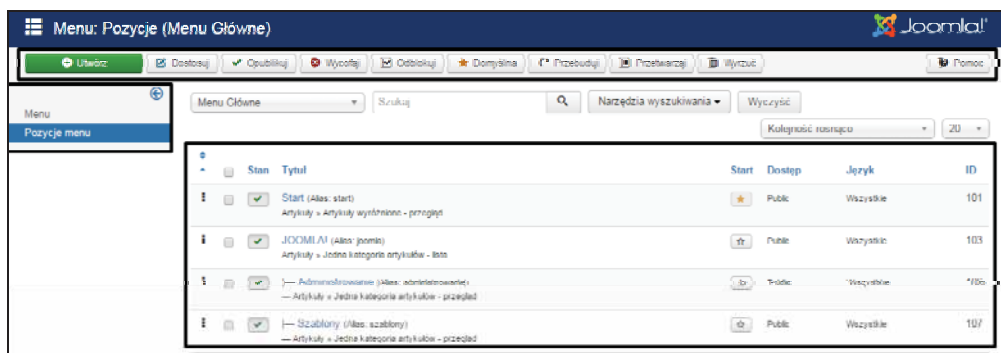 Menu: Pozycje (Menu Główne)
Joomla!
Utwórz Dostosuj Opublikuj Wycofaj Odblokuj Domyślna Przebuduj Przetwarzaj Wyrzuć Pomoc
Menu Główne Szukaj Narzędzia wyszukiwania Wyczyść
Menu
Pozycje menu
Kolejność rosnąco 20
Stan Tytuł Start Dostęp Język ID
Start (Alias: start) Public Wszystkie 101
Artykuły » Artykuły wyróżnione - przegląd
JOOMLA! (Alias: joomla) Public Wszystkie 103
Artykuły » Jedna kategoria artykułów - lista
|— Administrowanie (Alias: administrowanie) Public Wszystkie
— Artykuły » Jedna kategoria artykułów - przegląd
|— Szablony (Alias: szablony) Public Wszystkie 107
— Artykuły » Jedna kategoria artykułów - przegląd